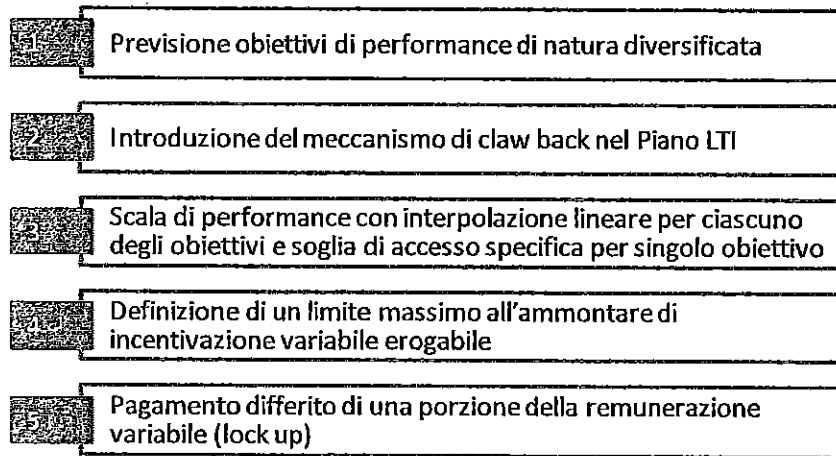 1 Previsione obiettivi di performance di natura diversificata
2 Introduzione del meccanismo di claw back nel Piano LTI
3 Scala di performance con interpolazione lineare per ciascuno
degli obiettivi e soglia di accesso specifica per singolo obiettivo
4 Definizione di un limite massimo all'ammontare di
incentivazione variabile erogabile
5 Pagamento differito di una porzione della remunerazione
variabile (lock up)